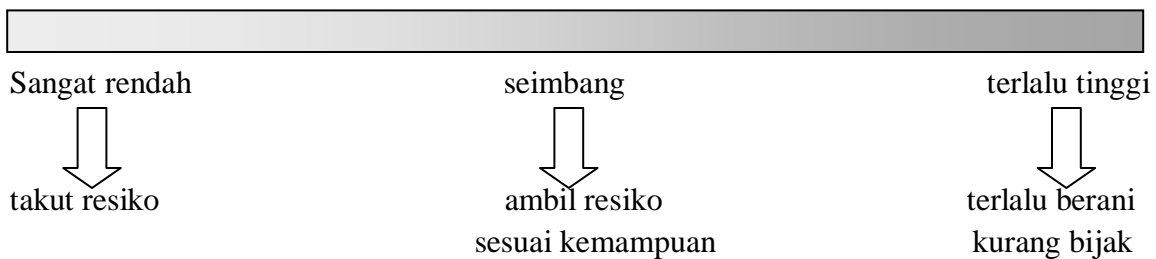 Sangat rendah seimbang terlalu tinggi
takut resiko ambil resiko terlalu berani
sesuai kemampuan kurang bijak